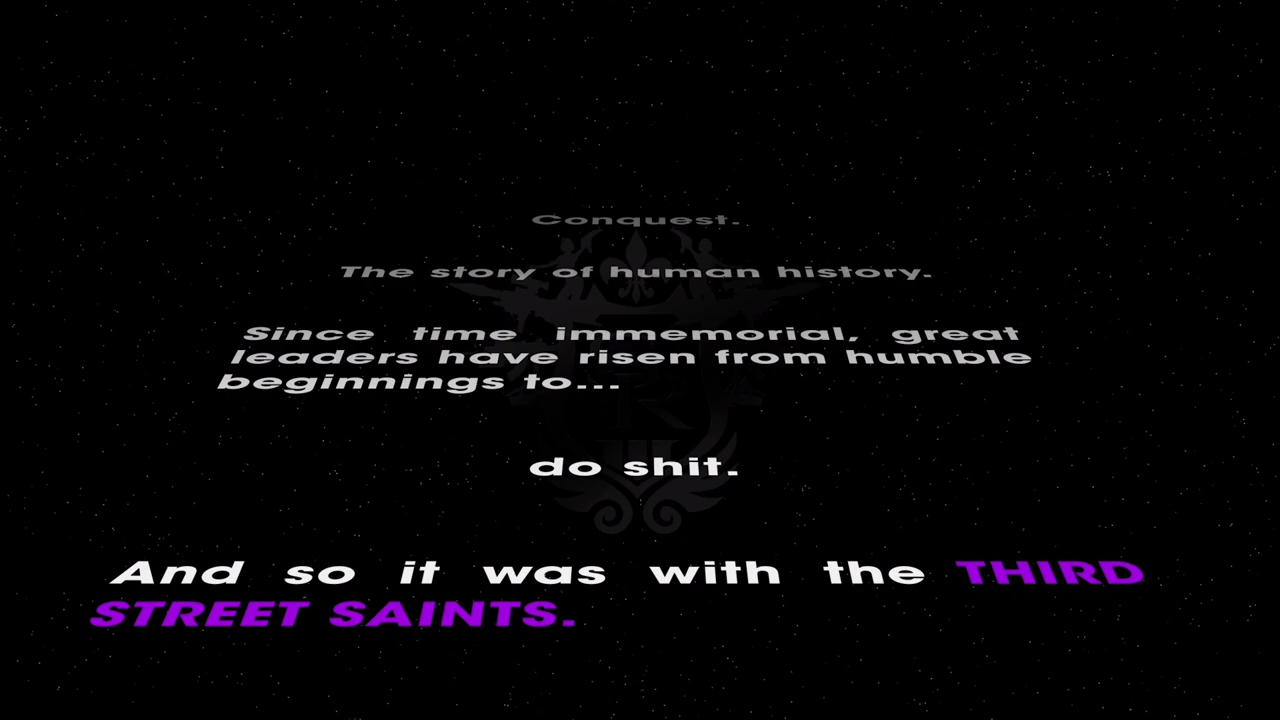 Conquest.
The story of human history.
Since time immemorial, great
leaders have risen from humble
beginnings to...
do shit.
And so it was with the THIRD
STREET SAINTS.